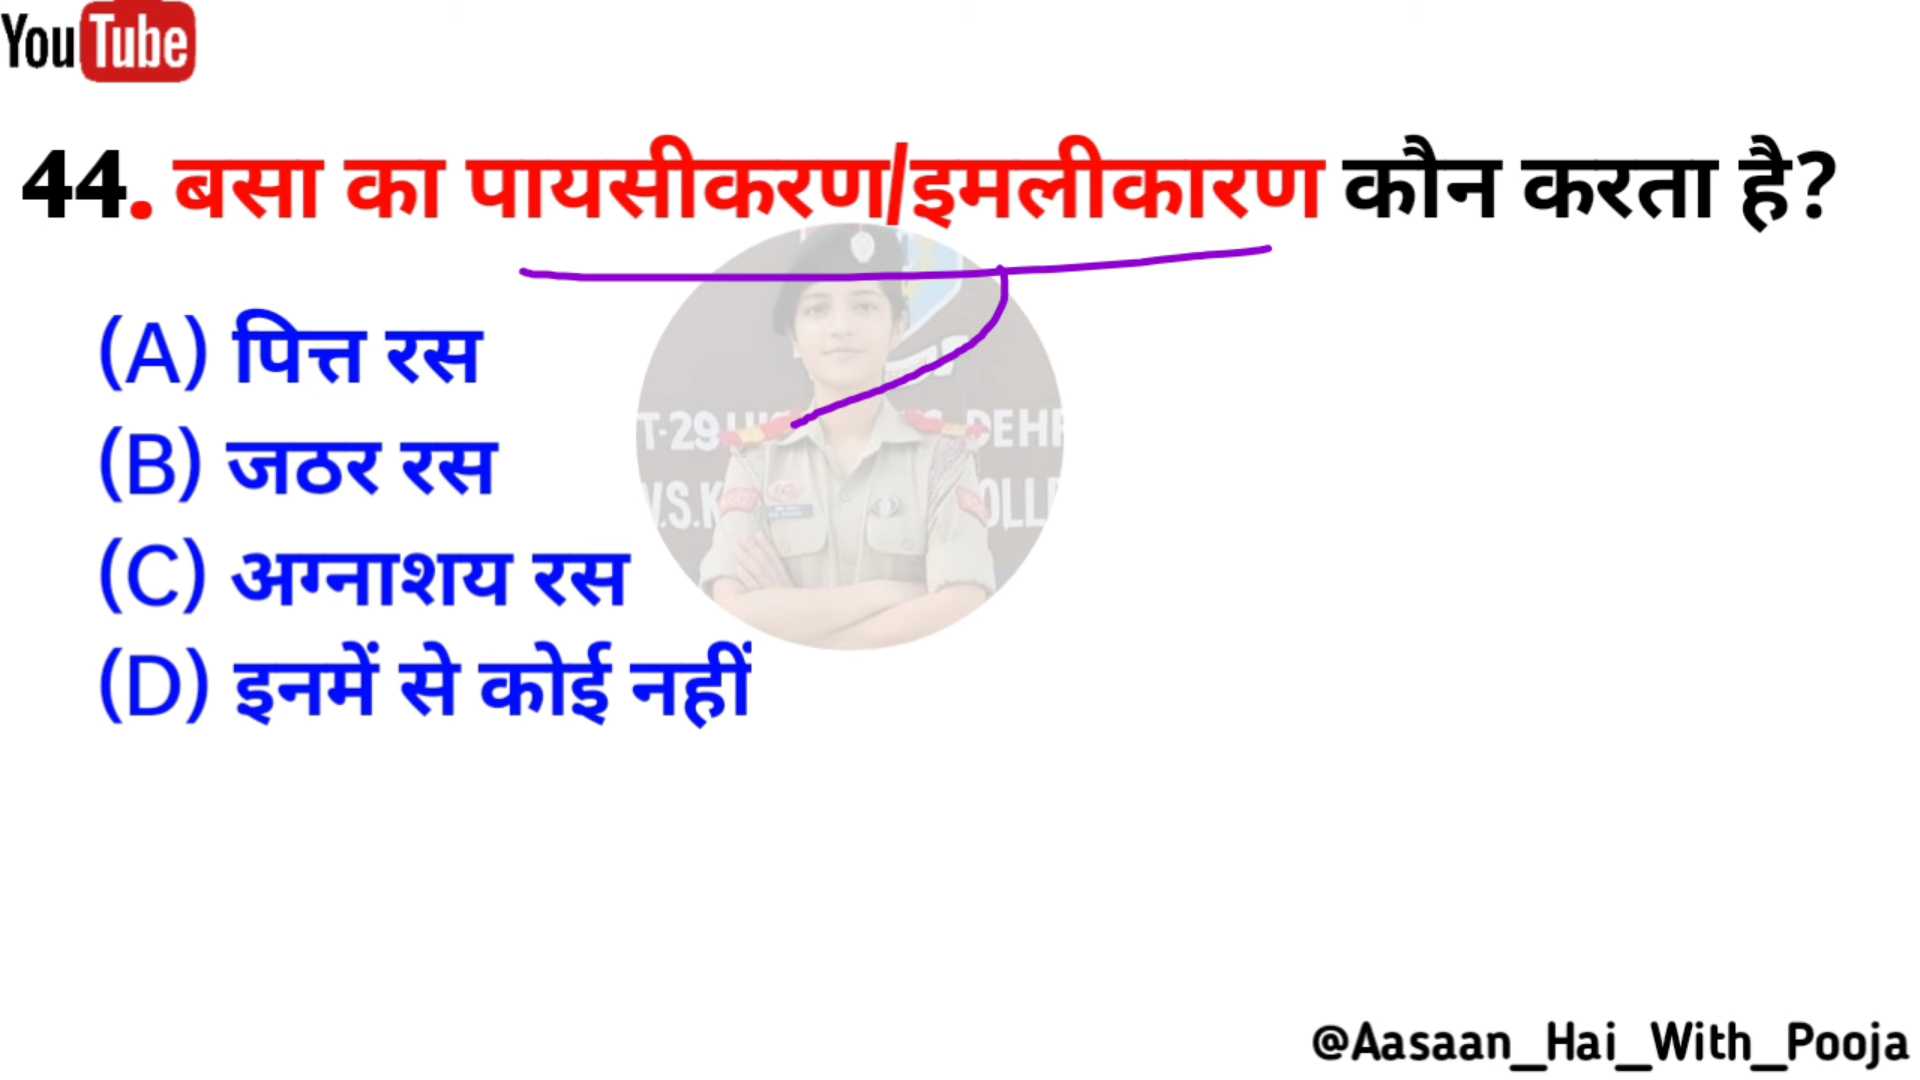 YouTube
44. बसा का पायसीकरण/इमलीकारण कौन करता है?
(A) पित्त रस
(B) जठर रस
(C) अग्नाशय रस
(D) इनमें से कोई नहीं
@Aasaan_Hai_With_Pooja